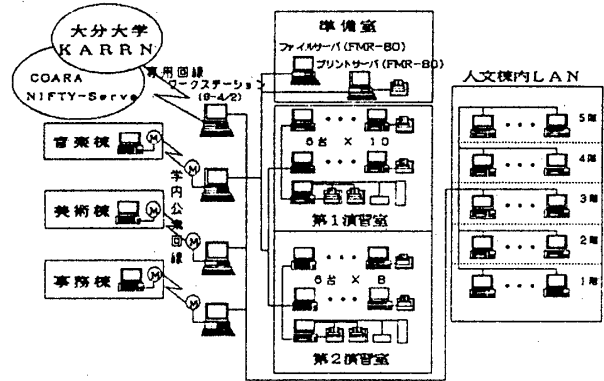 大分大学
KARRN
COARA
NIFTY-Serve
専用回線
ワークステーション
(S-4/2)
準備室
ファイルサーバ(FMR-80)
プリントサーバ(FMR-80)
人文棟内LAN
音楽棟
M
M
美術棟
M
M
事務棟
M
M
学内公衆回線
6台 × 10
第1演習室
6台 × 8
第2演習室
5階
4階
3階
2階
1階